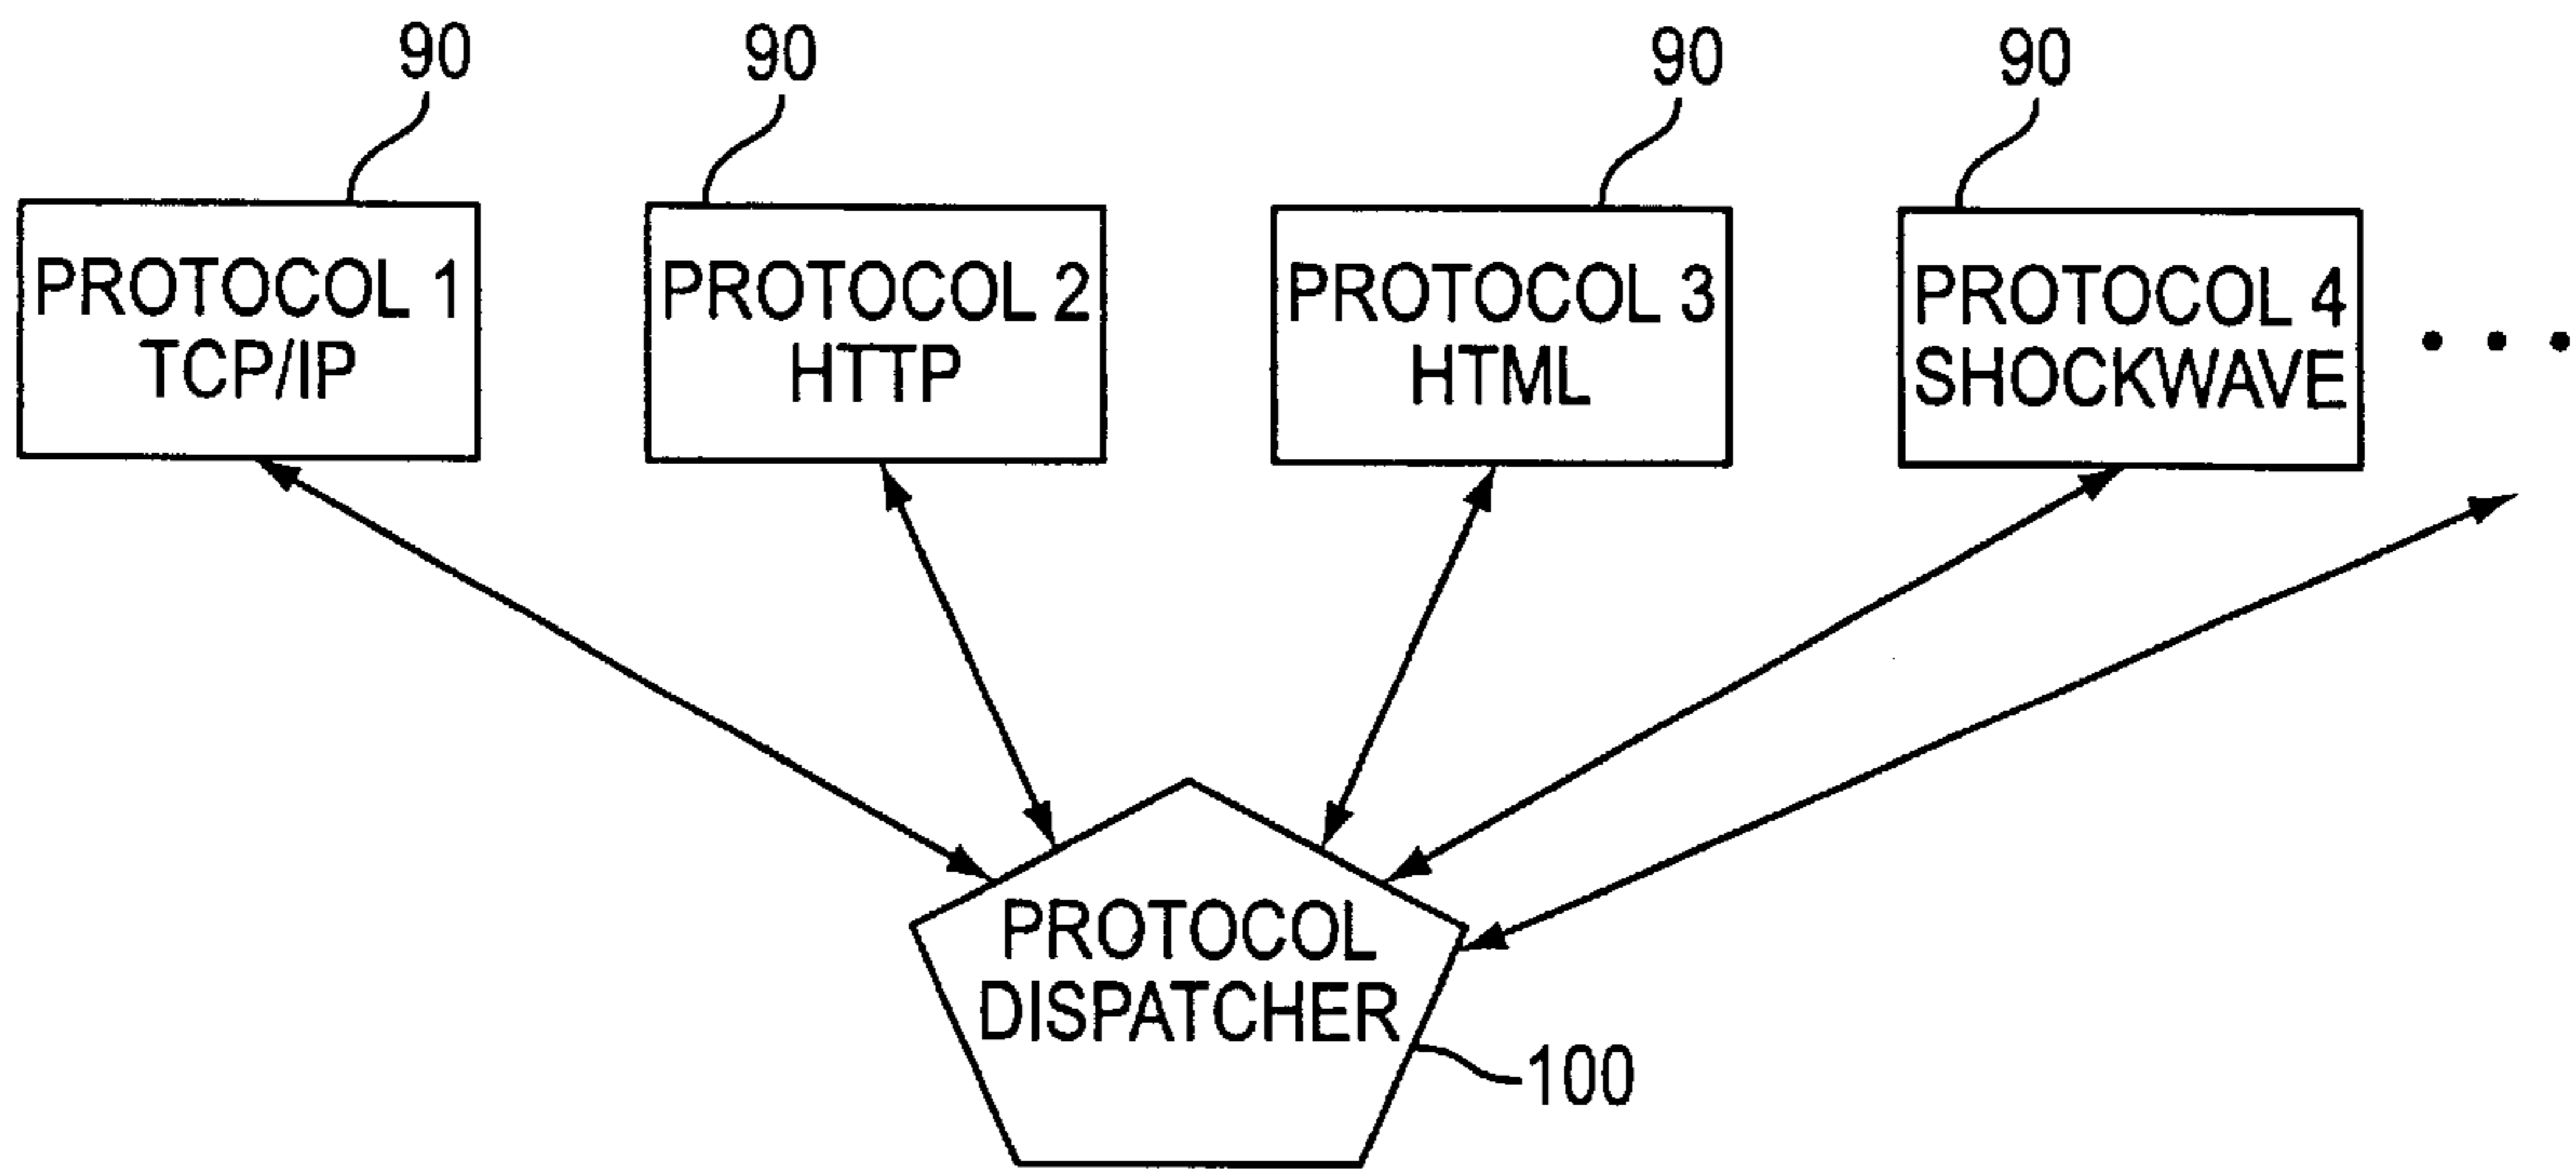 90
90
90
90
PROTOCOL 1
TCP/IP
PROTOCOL 2
HTTP
PROTOCOL 3
HTML
PROTOCOL 4
SHOCKWAVE
. . .
PROTOCOL
DISPATCHER
100